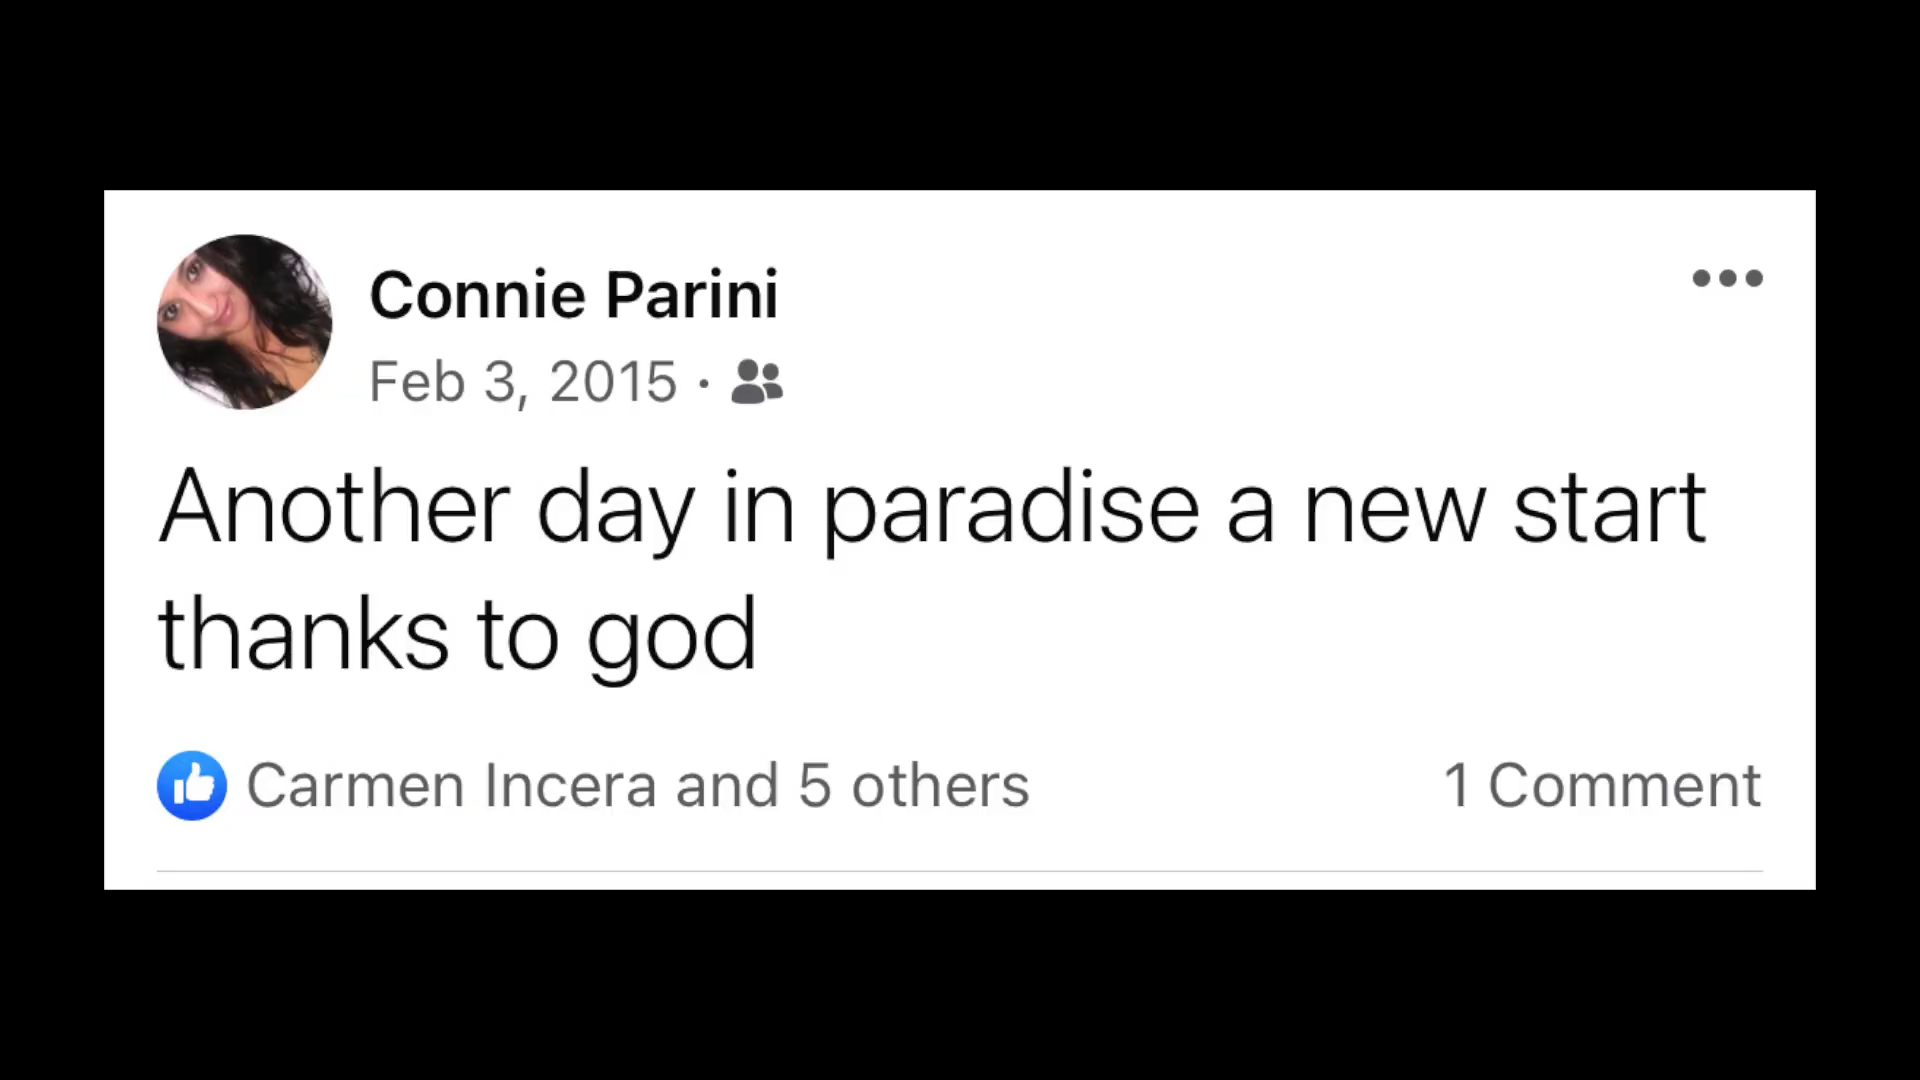 Connie Parini
Feb 3, 2015 ·
Another day in paradise a new start
thanks to god
Carmen Incera and 5 others
1 Comment